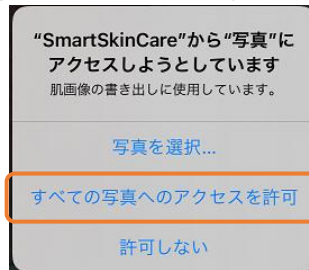 “SmartSkinCare”から“写真”に
アクセスしようとしています
肌画像の書き出しに使用しています。
写真を選択...
すべての写真へのアクセスを許可
許可しない